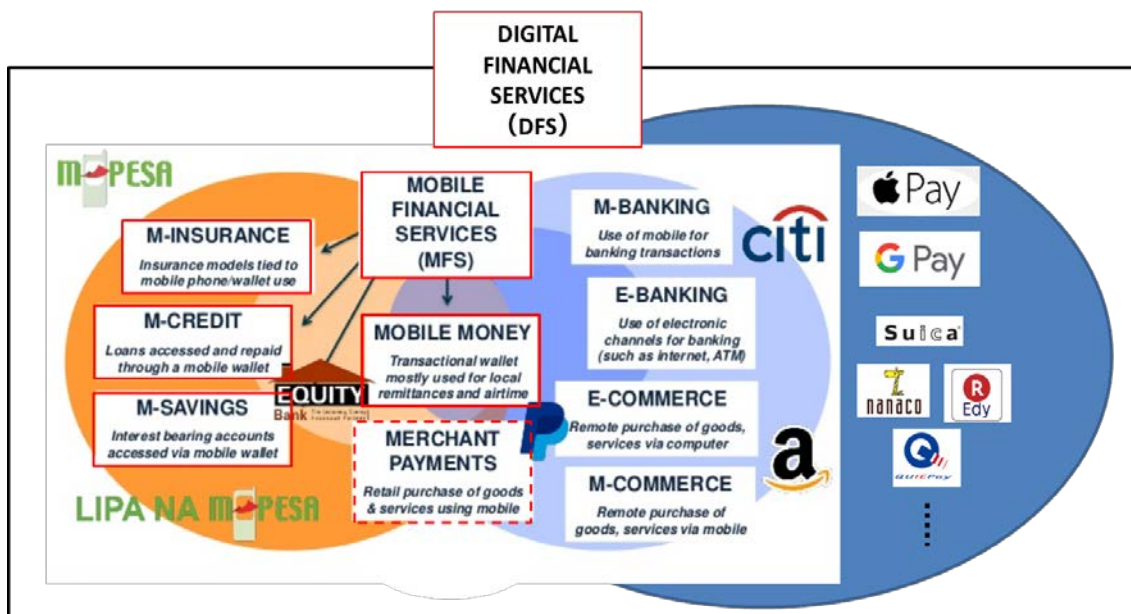 DIGITAL
FINANCIAL
SERVICES
(DFS)
M-PESA
MOBILE
FINANCIAL
SERVICES
(MFS)
M-INSURANCE
Insurance models tied to
mobile phone/wallet use
M-CREDIT
Loans accessed and repaid
through a mobile wallet
M-SAVINGS
Interest bearing accounts
accessed via mobile wallet
EQUITY
Bank
LIPA NA M-PESA
MOBILE MONEY
Transactional wallet
mostly used for local
remittances and airtime
MERCHANT
PAYMENTS
Retail purchase of goods
& services using mobile
M-BANKING
Use of mobile for
banking transactions
citi
E-BANKING
Use of electronic
channels for banking
(such as internet, ATM)
E-COMMERCE
Remote purchase of goods,
services via computer
M-COMMERCE
Remote purchase of
goods, services via mobile
a
Pay
G Pay
Suica
nanaco
R
Edy
QUICPay